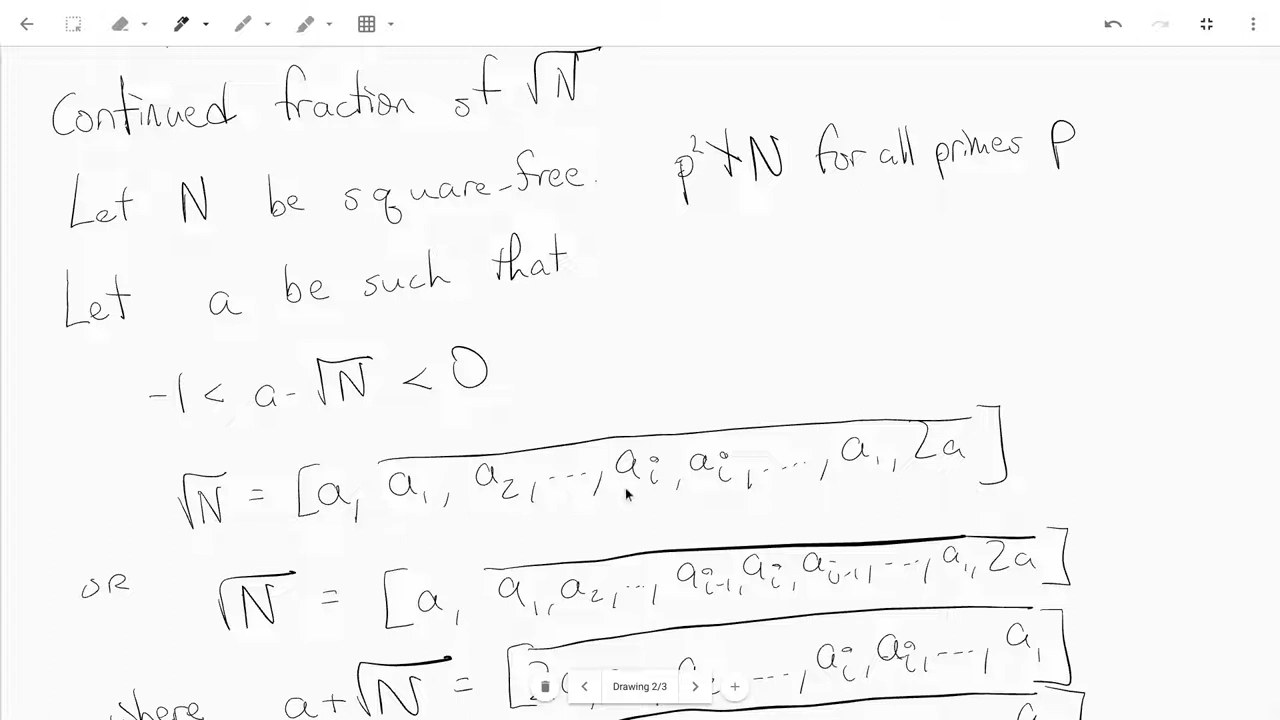 Continued fraction of √N
Let N be square-free. p² ∤ N for all primes p
Let a be such that
-1 < a - √N < 0
√N = [a, a₁, a₂, ..., aᵢ, aᵢ, ...., a₁, 2a]
OR √N = [a, a₁, a₂, ..., aᵢ₋₁, aᵢ, aᵢ₋₁, ..., a₁, 2a]
where a + √N = [2a, ..., aᵢ, aᵢ, ..., a₁]
Drawing 2/3